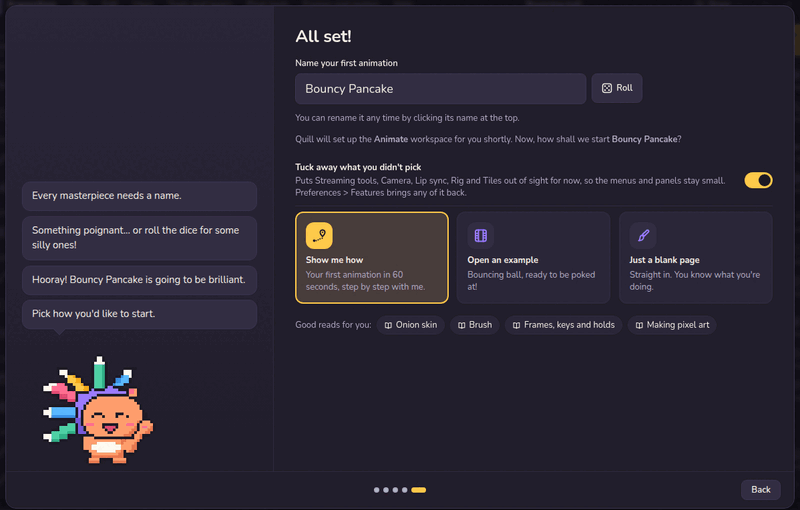 Every masterpiece needs a name.
Something poignant... or roll the dice for some
silly ones!
Hooray! Bouncy Pancake is going to be brilliant.
Pick how you'd like to start.
All set!
Name your first animation
Bouncy Pancake
Roll
You can rename it any time by clicking its name at the top.
Quill will set up the Animate workspace for you shortly. Now, how shall we start Bouncy Pancake?
Tuck away what you didn't pick
Puts Streaming tools, Camera, Lip sync, Rig and Tiles out of sight for now, so the menus and panels stay small.
Preferences > Features brings any of it back.
Show me how
Your first animation in 60
seconds, step by step with me.
Open an example
Bouncing ball, ready to be poked
at!
Just a blank page
Straight in. You know what you're
doing.
Good reads for you:
Onion skin
Brush
Frames, keys and holds
Making pixel art
Back